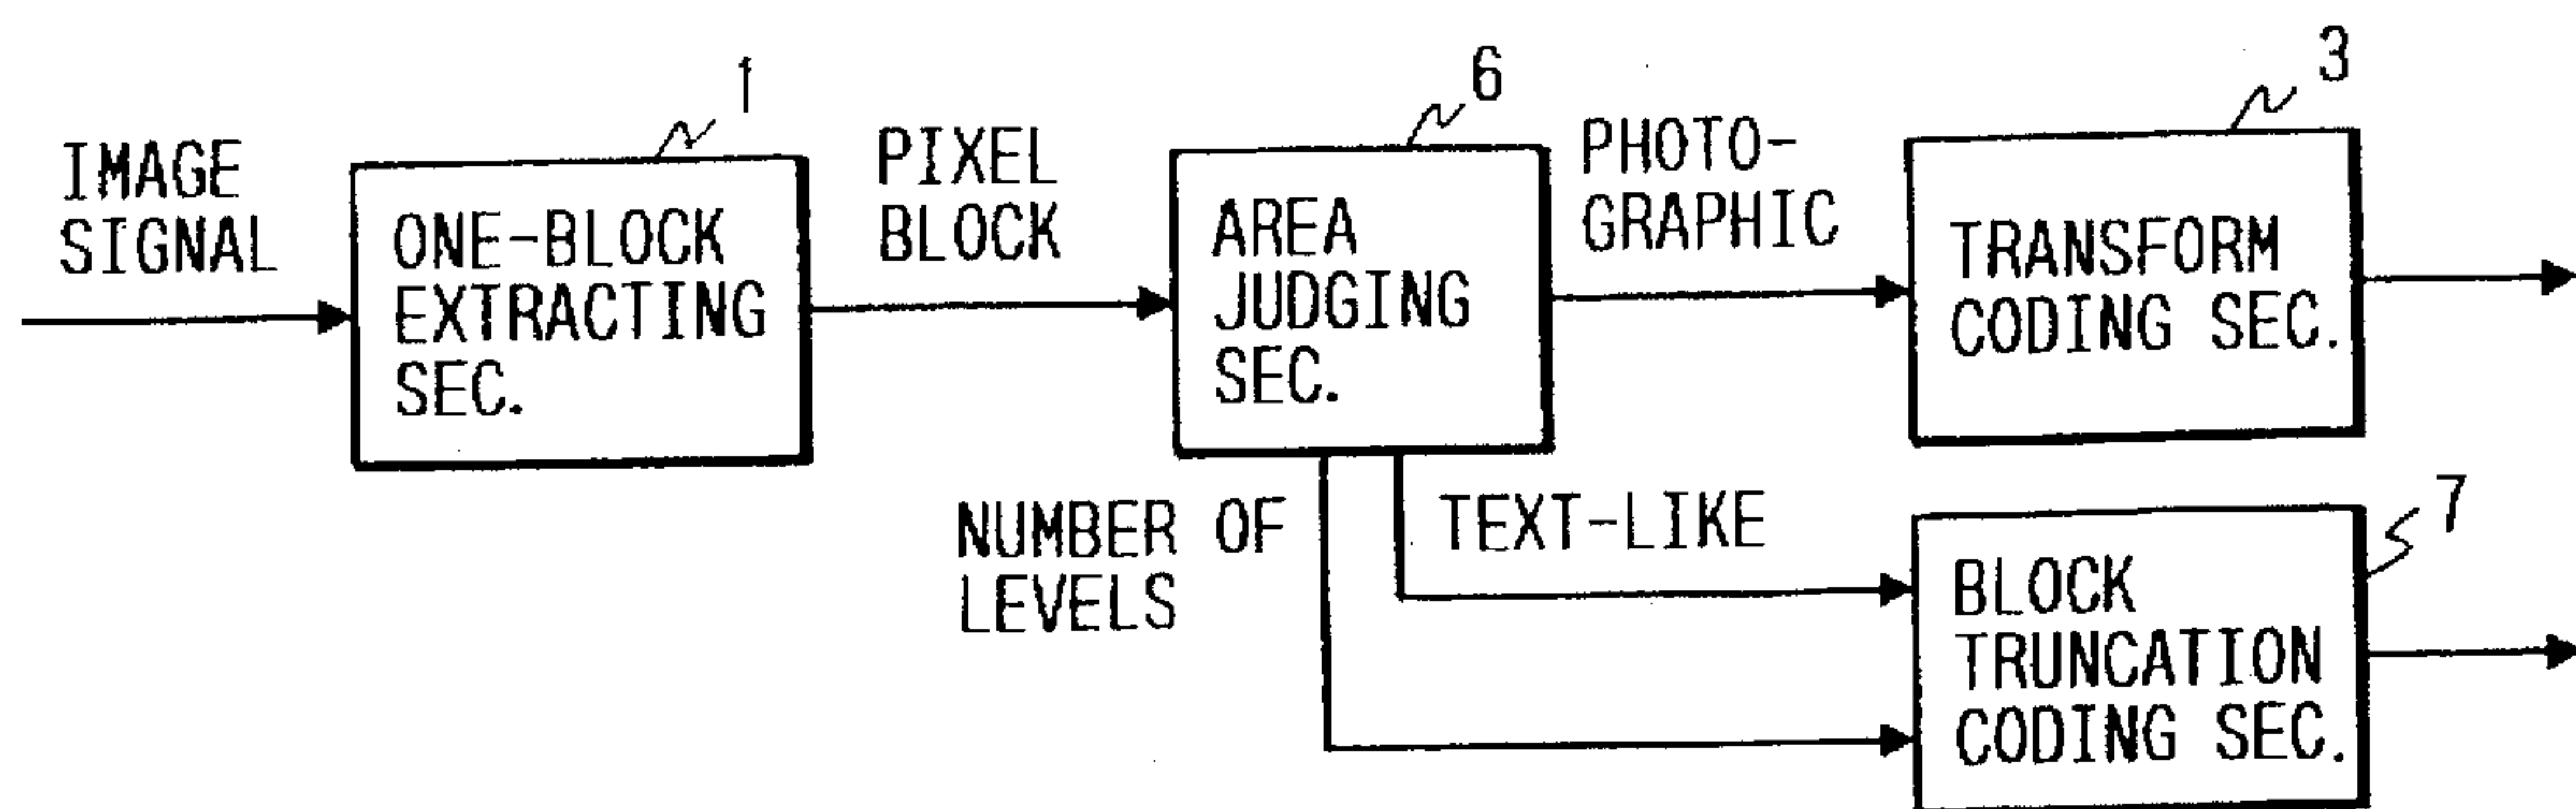 1
6
3
IMAGE
SIGNAL
ONE-BLOCK
EXTRACTING
SEC.
PIXEL
BLOCK
AREA
JUDGING
SEC.
PHOTO-
GRAPHIC
TRANSFORM
CODING SEC.
NUMBER OF
LEVELS
TEXT-LIKE
7
BLOCK
TRUNCATION
CODING SEC.